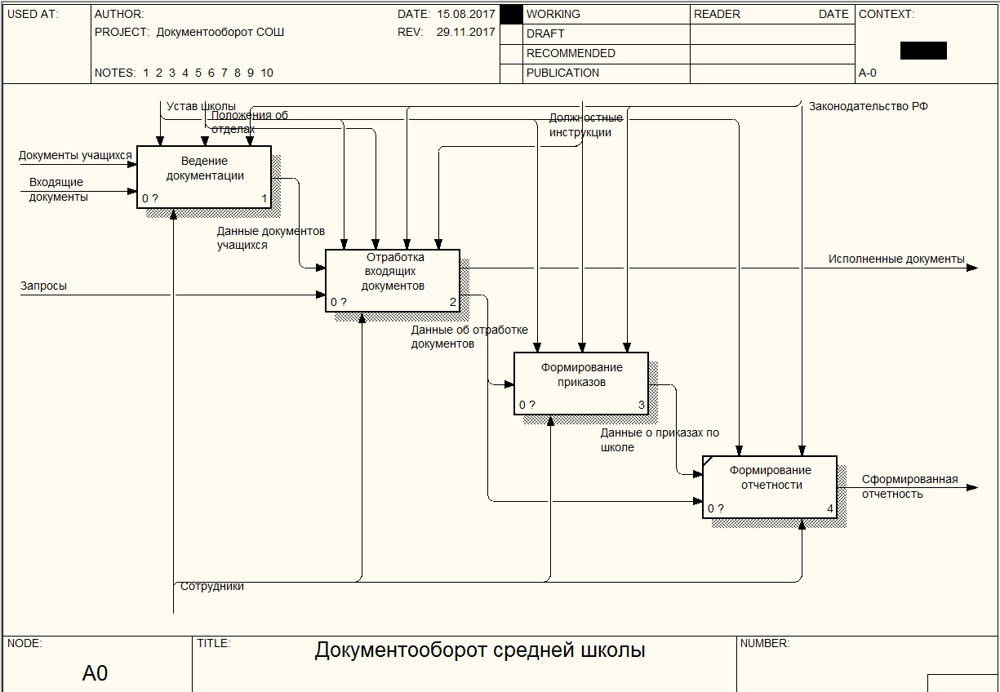 USED AT:
AUTHOR:
DATE: 15.08.2017
PROJECT: Документооборот СОШ
REV: 29.11.2017
NOTES: 1 2 3 4 5 6 7 8 9 10
WORKING
DRAFT
RECOMMENDED
PUBLICATION
READER
DATE
CONTEXT:
A-0
Устав школы
Положения об
отделах
Должностные
инструкции
Законодательство РФ
Документы учащихся
Входящие
документы
Ведение
документации
0 ?
1
Данные документов
учащихся
Отработка
входящих
документов
0 ?
2
Исполненные документы
Запросы
Данные об отработке
документов
Формирование
приказов
0 ?
3
Данные о приказах по
школе
Формирование
отчетности
0 ?
4
Сформированная
отчетность
Сотрудники
NODE:
A0
TITLE:
Документооборот средней школы
NUMBER: